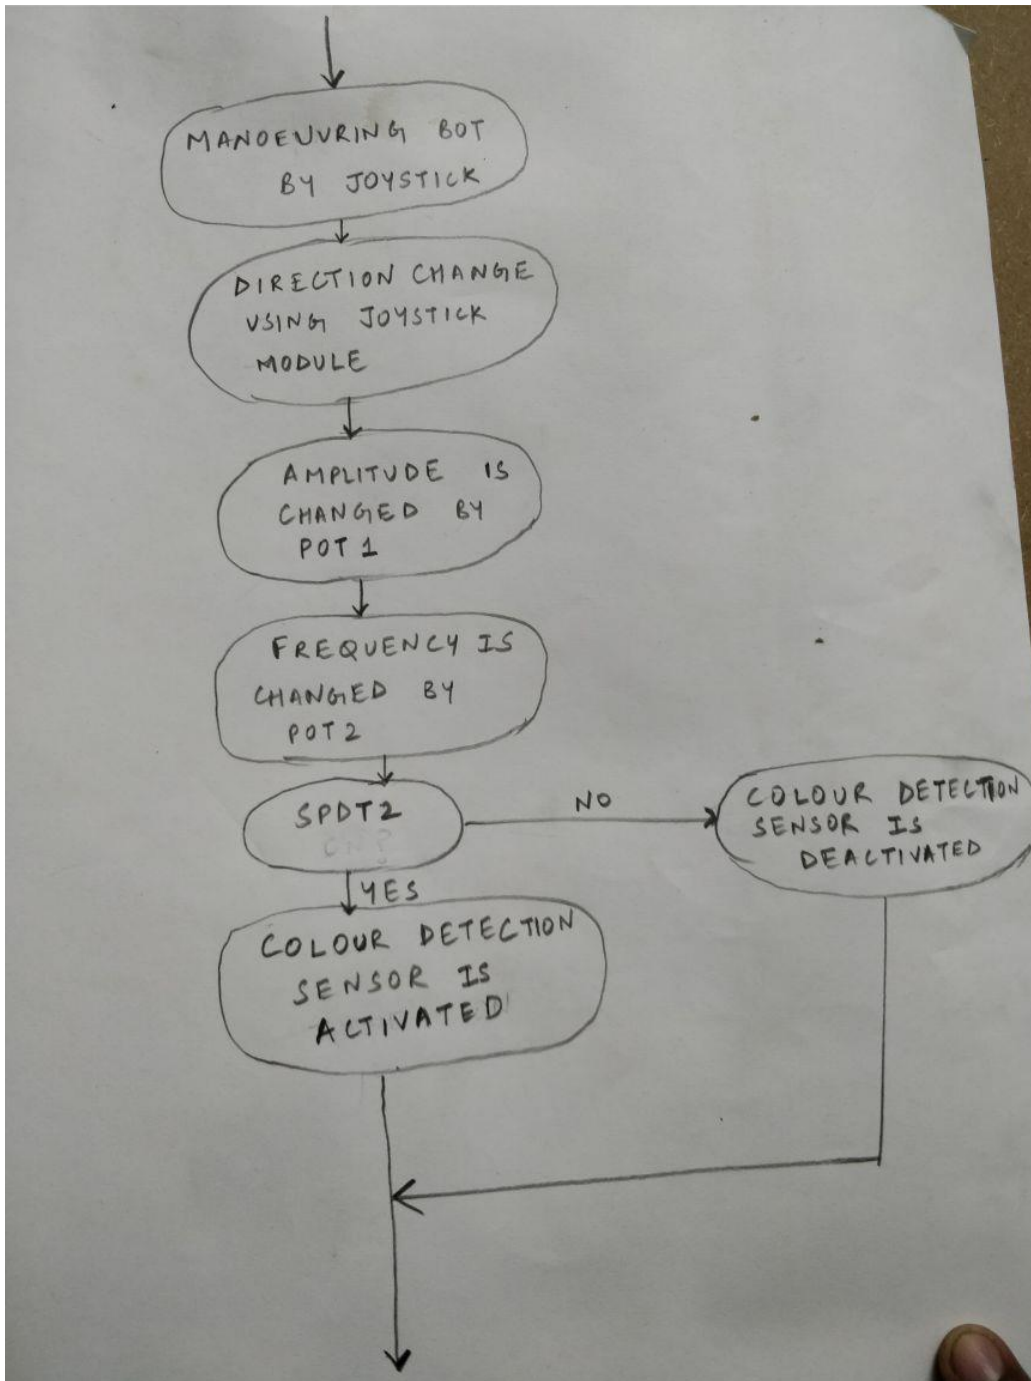 MANOEUVRING BOT
BY JOYSTICK
DIRECTION CHANGE
USING JOYSTICK
MODULE
AMPLITUDE IS
CHANGED BY
POT 1
FREQUENCY IS
CHANGED BY
POT 2
SPDT2
ON?
NO
COLOUR DETECTION
SENSOR IS
DEACTIVATED
YES
COLOUR DETECTION
SENSOR IS
ACTIVATED